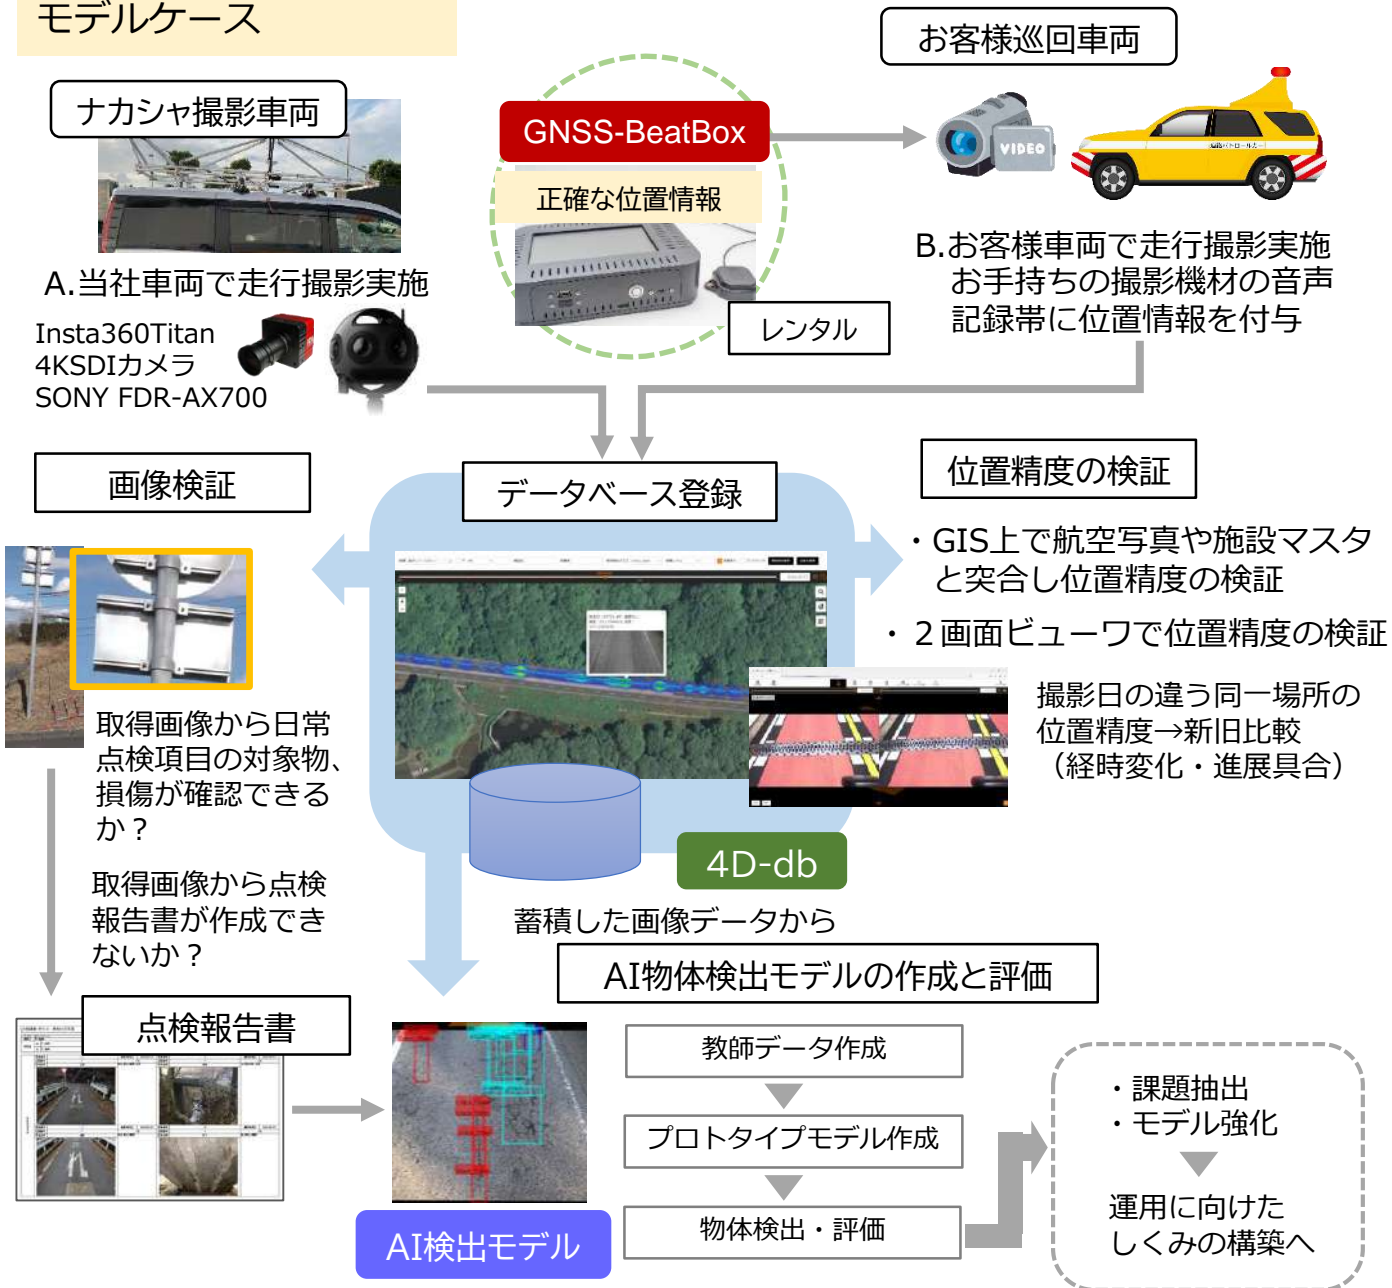 モデルケース
お客様巡回車両
ナカシャ撮影車両
GNSS-BeatBox
正確な位置情報
VIDEO
レンタル
A.当社車両で走行撮影実施
Insta360Titan
4KSDIカメラ
SONY FDR-AX700
B.お客様車両で走行撮影実施
お手持ちの撮影機材の音声
記録帯に位置情報を付与
画像検証
データベース登録
位置精度の検証
・GIS上で航空写真や施設マスタ
と突合し位置精度の検証
・２画面ビューワで位置精度の検証
撮影日の違う同一場所の
位置精度→新旧比較
（経時変化・進展具合）
取得画像から日常
点検項目の対象物、
損傷が確認できる
か？
取得画像から点検
報告書が作成でき
ないか？
4D-db
蓄積した画像データから
AI物体検出モデルの作成と評価
点検報告書
AI検出モデル
教師データ作成
プロトタイプモデル作成
物体検出・評価
・課題抽出
・モデル強化
運用に向けた
しくみの構築へ